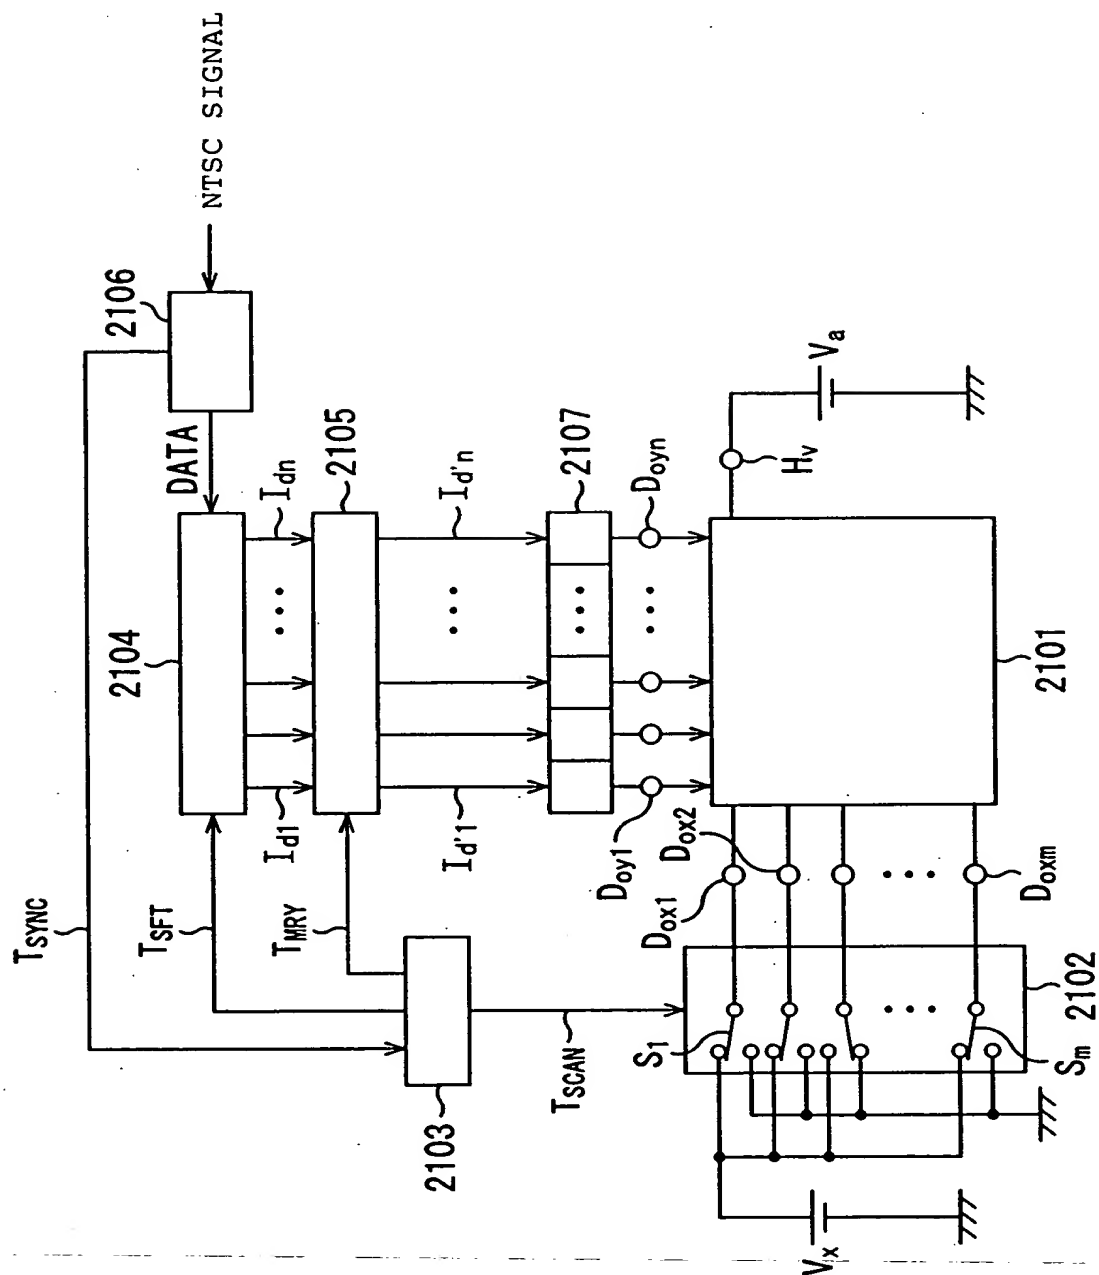 NTSC SIGNAL
2106
T_SYNC
DATA
2104
I_dn
2105
I_d1
T_SFT
I_d'n
T_MRY
I_d'1
2107
2103
D_oyn
D_oy1
V_a
H_v
T_SCAN
D_ox1
D_ox2
2101
S_1
D_oxm
2102
S_m
V_x